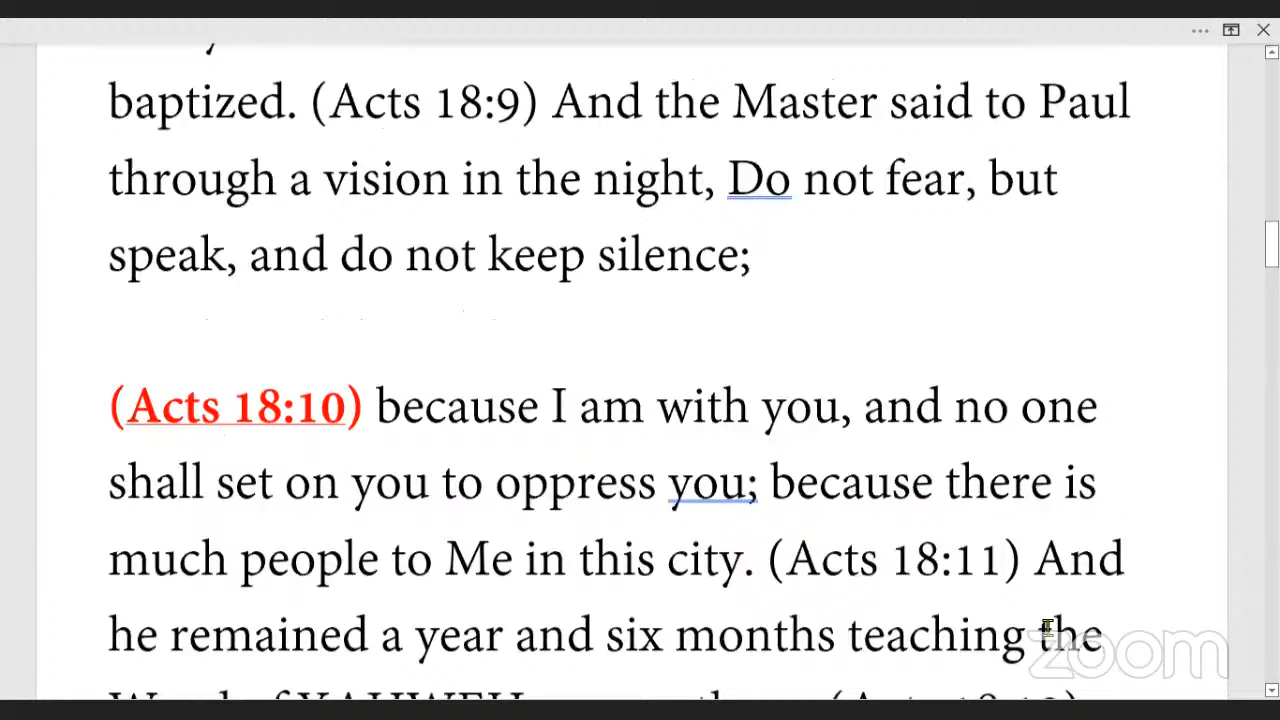 baptized. (Acts 18:9) And the Master said to Paul
through a vision in the night, Do not fear, but
speak, and do not keep silence;
(Acts 18:10) because I am with you, and no one
shall set on you to oppress you; because there is
much people to Me in this city. (Acts 18:11) And
he remained a year and six months teaching the
zoom